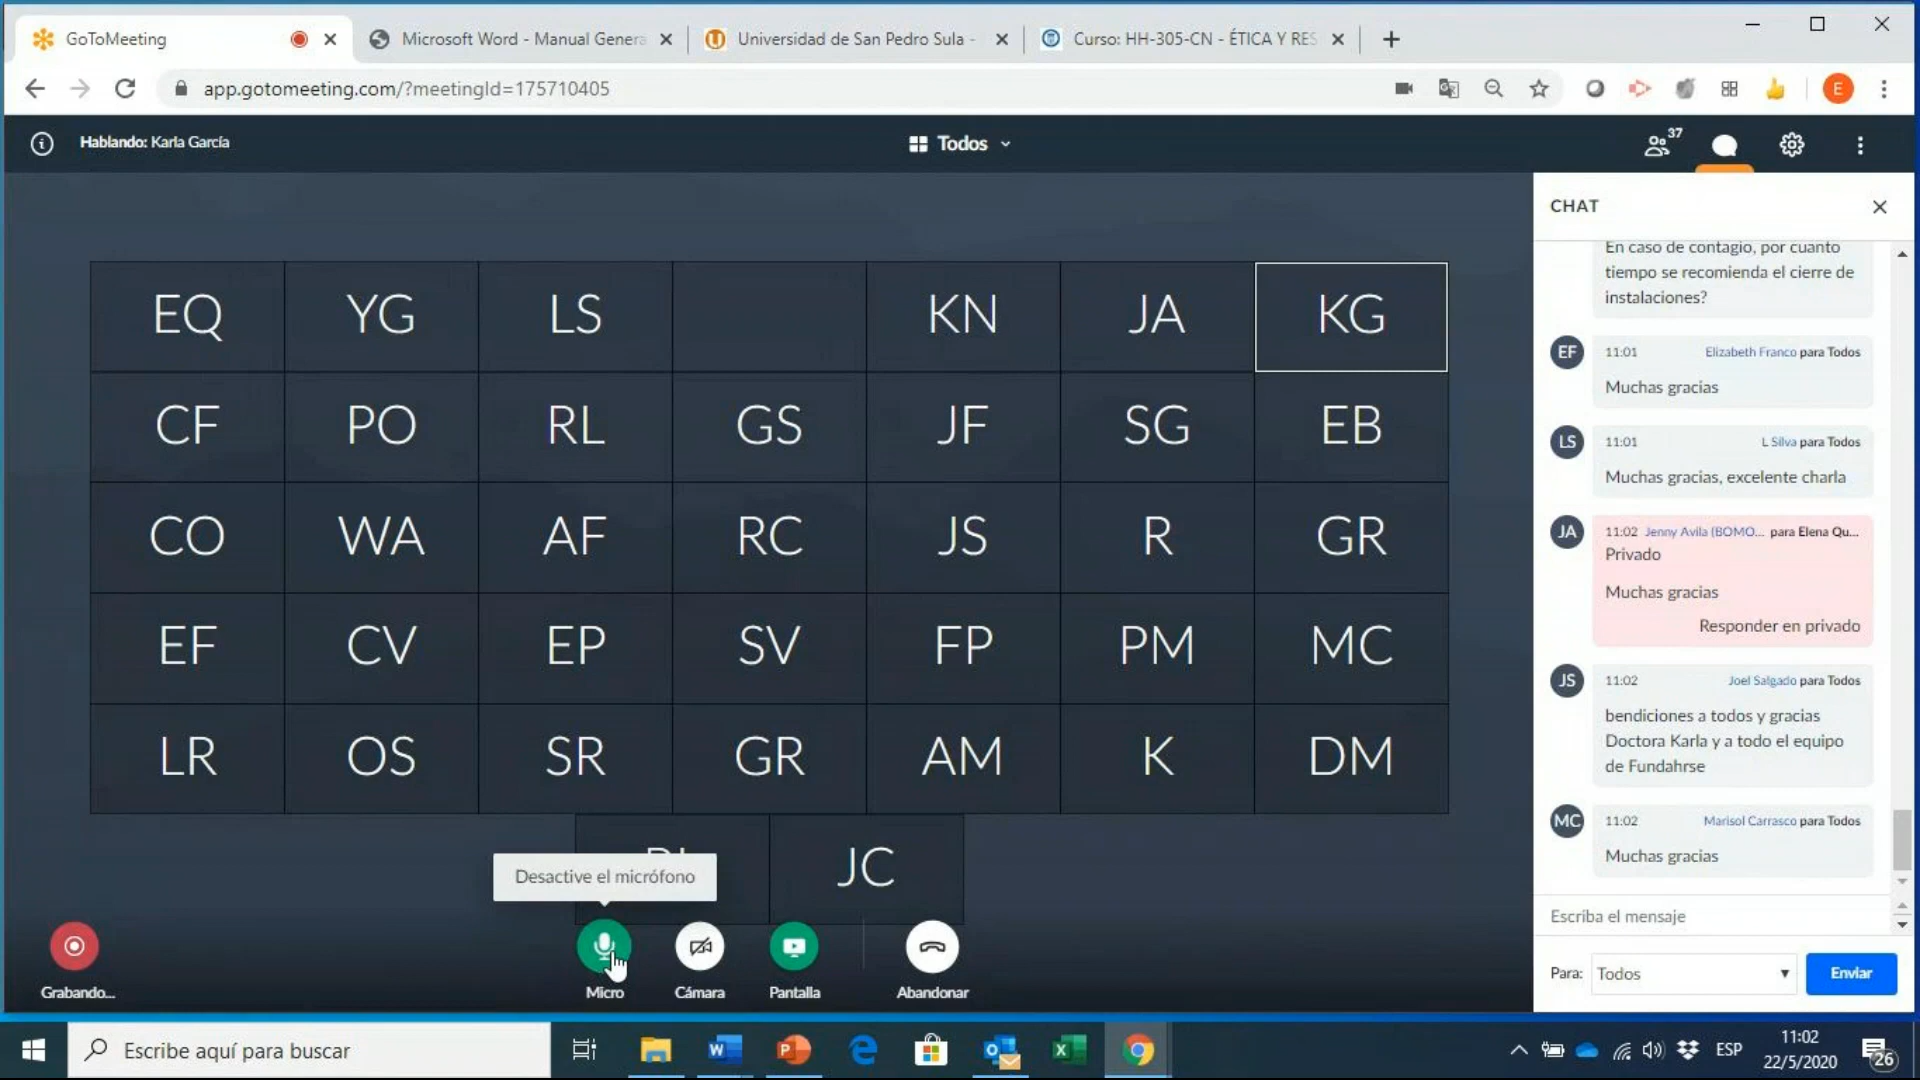 GoToMeeting
Microsoft Word - Manual Genera
Universidad de San Pedro Sula -
Curso: HH-305-CN - ÉTICA Y RES
app.gotomeeting.com/?meetingId=175710405
E
Hablando: Karla García
Todos
37
CHAT
En caso de contagio, por cuanto
tiempo se recomienda el cierre de
instalaciones?
EF 11:01 Elizabeth Franco para Todos
Muchas gracias
LS 11:01 L Silva para Todos
Muchas gracias, excelente charla
JA 11:02 Jenny Avila (BOMO... para Elena Qu...
Privado
Muchas gracias
Responder en privado
JS 11:02 Joel Salgado para Todos
bendiciones a todos y gracias
Doctora Karla y a todo el equipo
de Fundahrse
MC 11:02 Marisol Carrasco para Todos
Muchas gracias
Escriba el mensaje
Para: Todos Enviar
EQ YG LS KN JA KG
CF PO RL GS JF SG EB
CO WA AF RC JS R GR
EF CV EP SV FP PM MC
LR OS SR GR AM K DM
JC
Desactive el micrófono
Grabando...
Micro
Cámara
Pantalla
Abandonar
Escribe aquí para buscar
ESP
11:02
22/5/2020
26